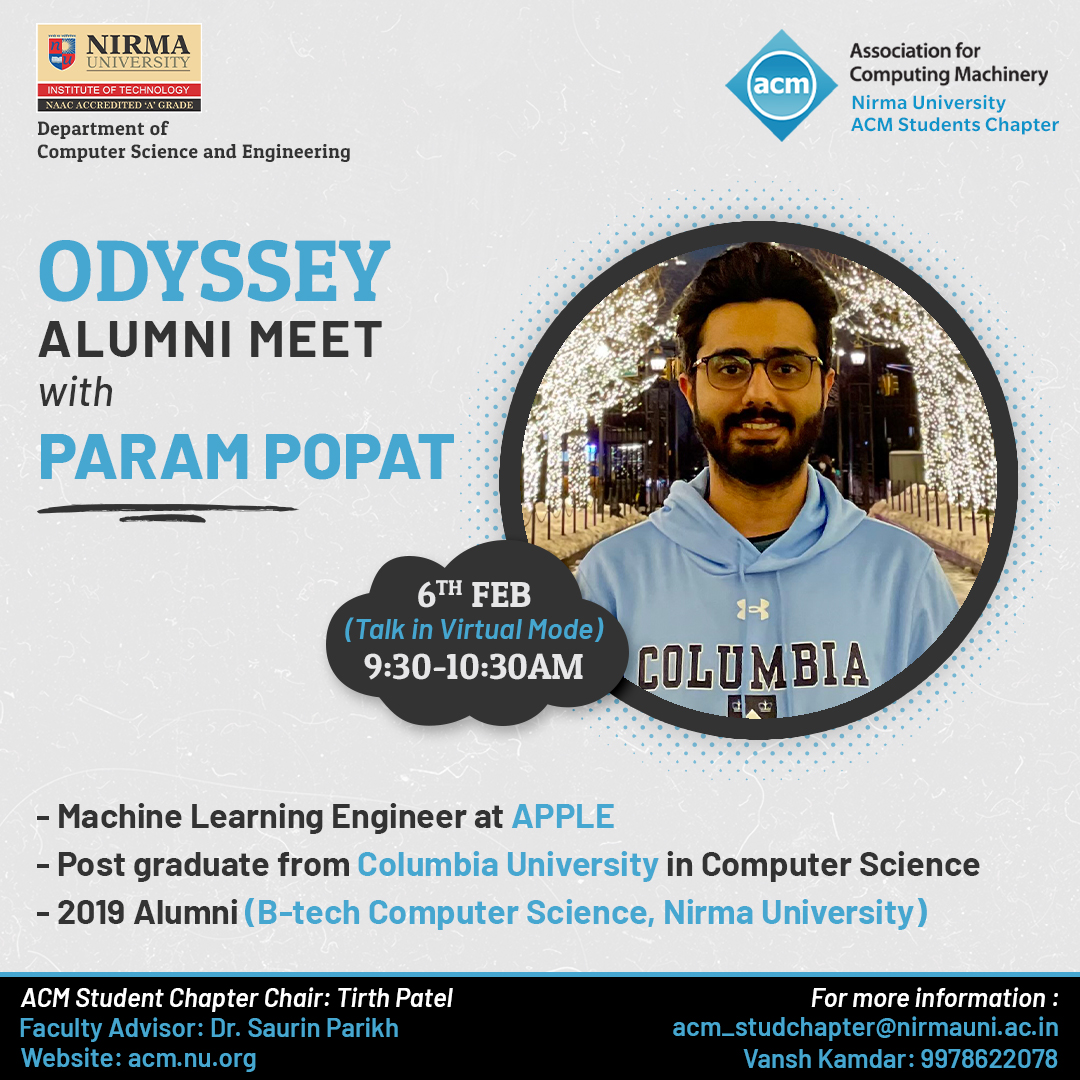 NIRMA
UNIVERSITY
INSTITUTE OF TECHNOLOGY
NAAC ACCREDITED 'A' GRADE
Department of
Computer Science and Engineering
acm
Association for
Computing Machinery
Nirma University
ACM Students Chapter
ODYSSEY
ALUMNI MEET
with
PARAM POPAT
6TH FEB
(Talk in Virtual Mode)
9:30-10:30AM
COLUMBIA
- Machine Learning Engineer at APPLE
- Post graduate from Columbia University in Computer Science
- 2019 Alumni (B-tech Computer Science, Nirma University)
ACM Student Chapter Chair: Tirth Patel
Faculty Advisor: Dr. Saurin Parikh
Website: acm.nu.org
For more information :
acm_studchapter@nirmauni.ac.in
Vansh Kamdar: 9978622078